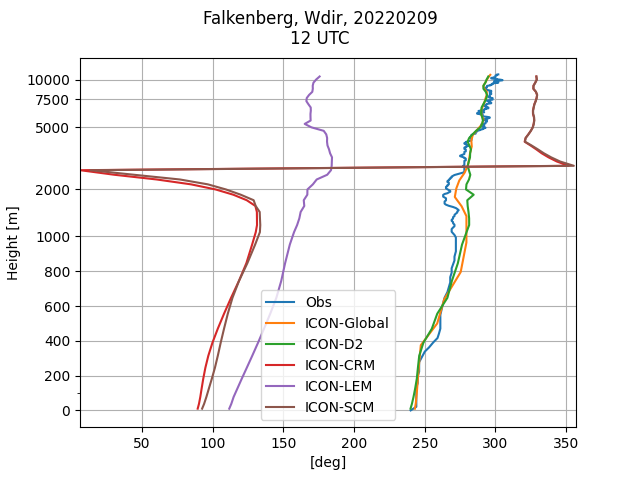 Falkenberg, Wdir, 20220209
12 UTC
Height [m]
10000
7500
5000
2000
1000
800
600
400
200
0
Obs
ICON-Global
ICON-D2
ICON-CRM
ICON-LEM
ICON-SCM
50 100 150 200 250 300 350
[deg]